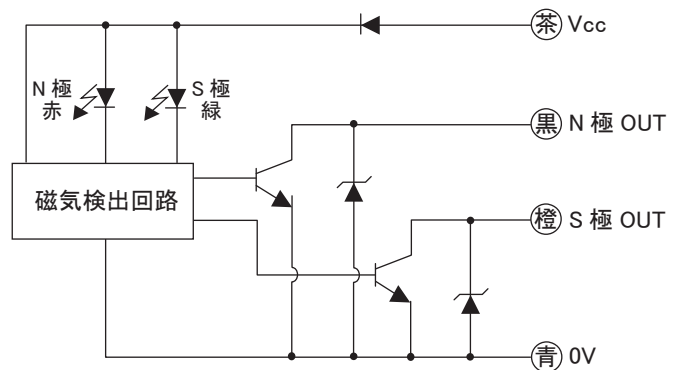 茶 Vcc
N 極
赤
S 極
緑
黒 N 極 OUT
磁気検出回路
橙 S 極 OUT
青 0V